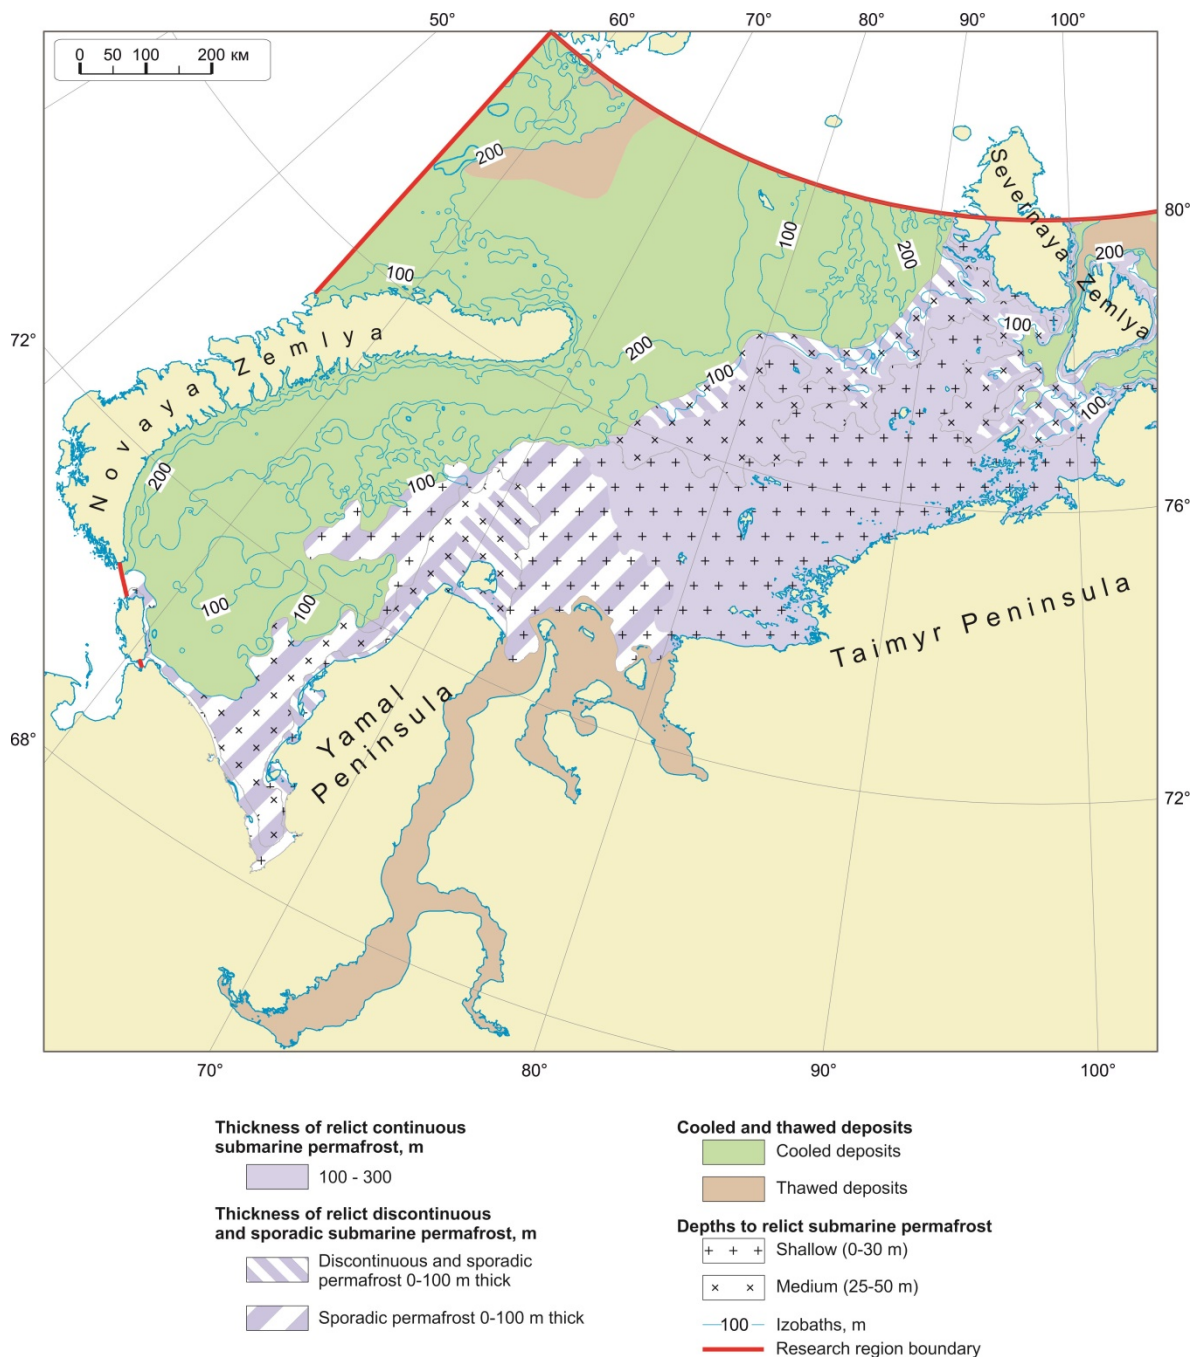 50°
60°
70°
80°
90°
100°
0 50 100 200 км
200
100
200
100
200
80°
Severnaya Zemlya
100
72°
Novaya Zemlya
200
100
100
200
100
76°
100
100
Taimyr Peninsula
Yamal
Peninsula
68°
72°
70°
80°
90°
100°
Thickness of relict continuous
submarine permafrost, m
100 - 300
Thickness of relict discontinuous
and sporadic submarine permafrost, m
Discontinuous and sporadic
permafrost 0-100 m thick
Sporadic permafrost 0-100 m thick
Cooled and thawed deposits
Cooled deposits
Thawed deposits
Depths to relict submarine permafrost
Shallow (0-30 m)
Medium (25-50 m)
100 Izobaths, m
Research region boundary